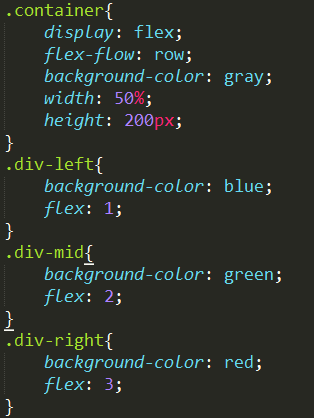 .container{
display: flex;
flex-flow: row;
background-color: gray;
width: 50%;
height: 200px;
}
.div-left{
background-color: blue;
flex: 1;
}
.div-mid{
background-color: green;
flex: 2;
}
.div-right{
background-color: red;
flex: 3;
}